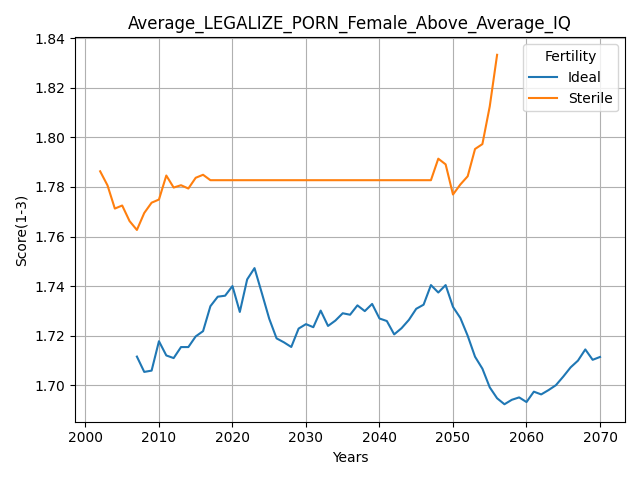 Average_LEGALIZE_PORN_Female_Above_Average_IQ
Score(1-3)
1.84
1.82
1.80
1.78
1.76
1.74
1.72
1.70
Fertility
Ideal
Sterile
2000 2010 2020 2030 2040 2050 2060 2070
Years